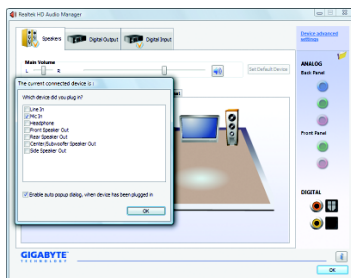 Realtek HD Audio Manager
Speakers
Digital Output
Digital Input
Device advanced
settings
Main Volume
L
R
Set Default Device
ANALOG
Back Panel
The current connected device is :
Which device did you plug in?
Line In
Mic In
Headphone
Front Speaker Out
Rear Speaker Out
Center/Subwoofer Speaker Out
Side Speaker Out
Front Panel
Enable auto popup dialog, when device has been plugged in
OK
DIGITAL
GIGABYTE
TECHNOLOGY
OK